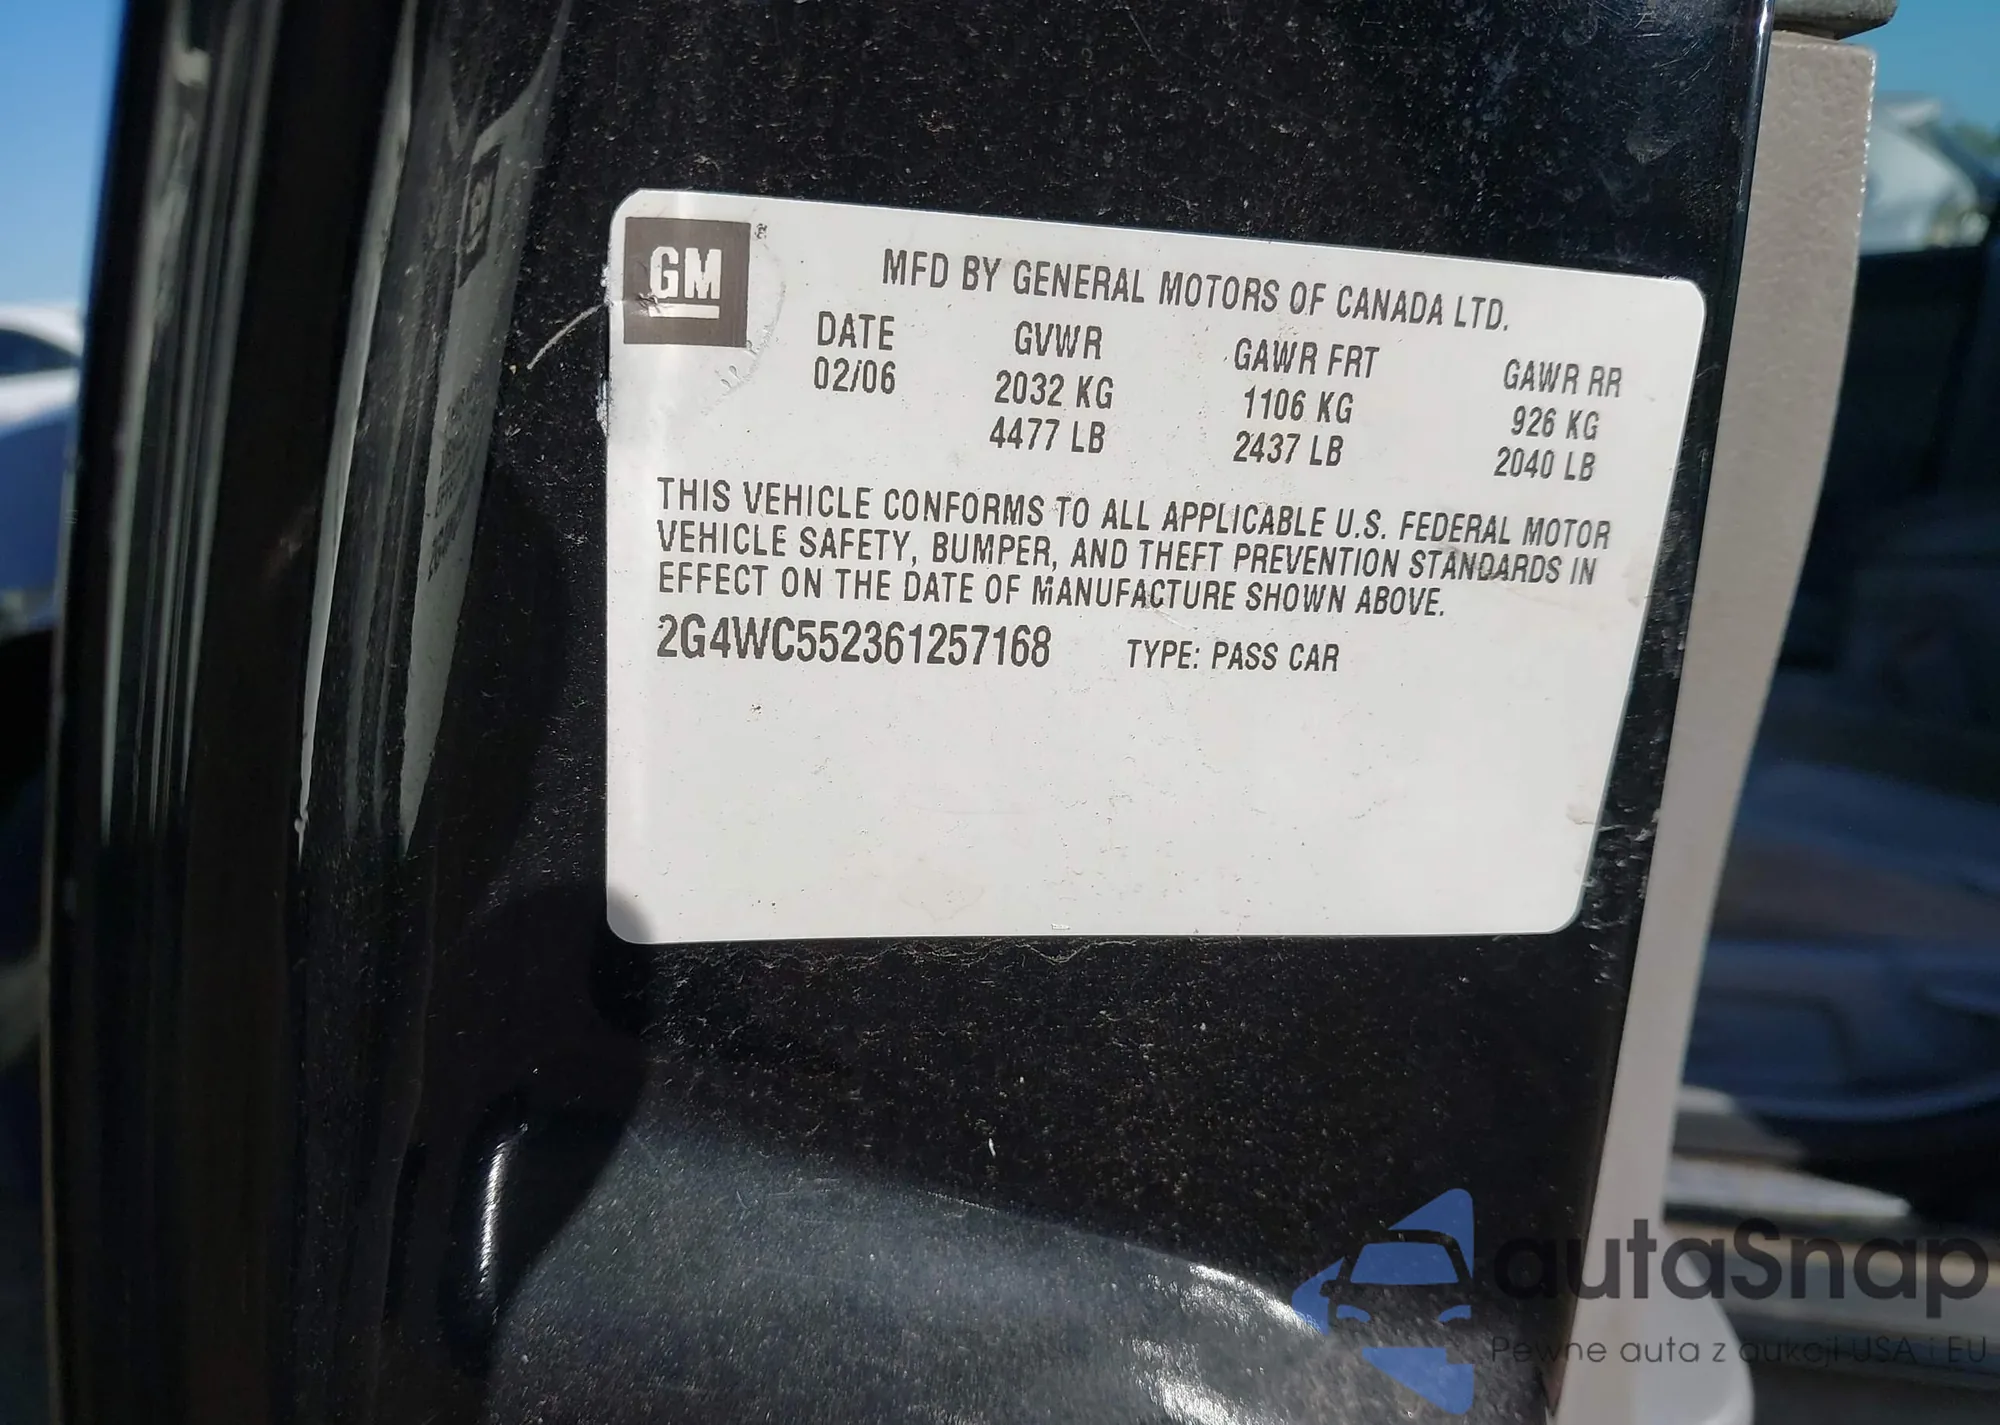 GM
MFD BY GENERAL MOTORS OF CANADA LTD.
DATE GVWR GAWR FRT GAWR RR
02/06 2032 KG 1106 KG 926 KG
4477 LB 2437 LB 2040 LB
THIS VEHICLE CONFORMS TO ALL APPLICABLE U.S. FEDERAL MOTOR
VEHICLE SAFETY, BUMPER, AND THEFT PREVENTION STANDARDS IN
EFFECT ON THE DATE OF MANUFACTURE SHOWN ABOVE.
2G4WC552361257168 TYPE: PASS CAR
autaSnap
Pewne auta z aukcji USA i EU